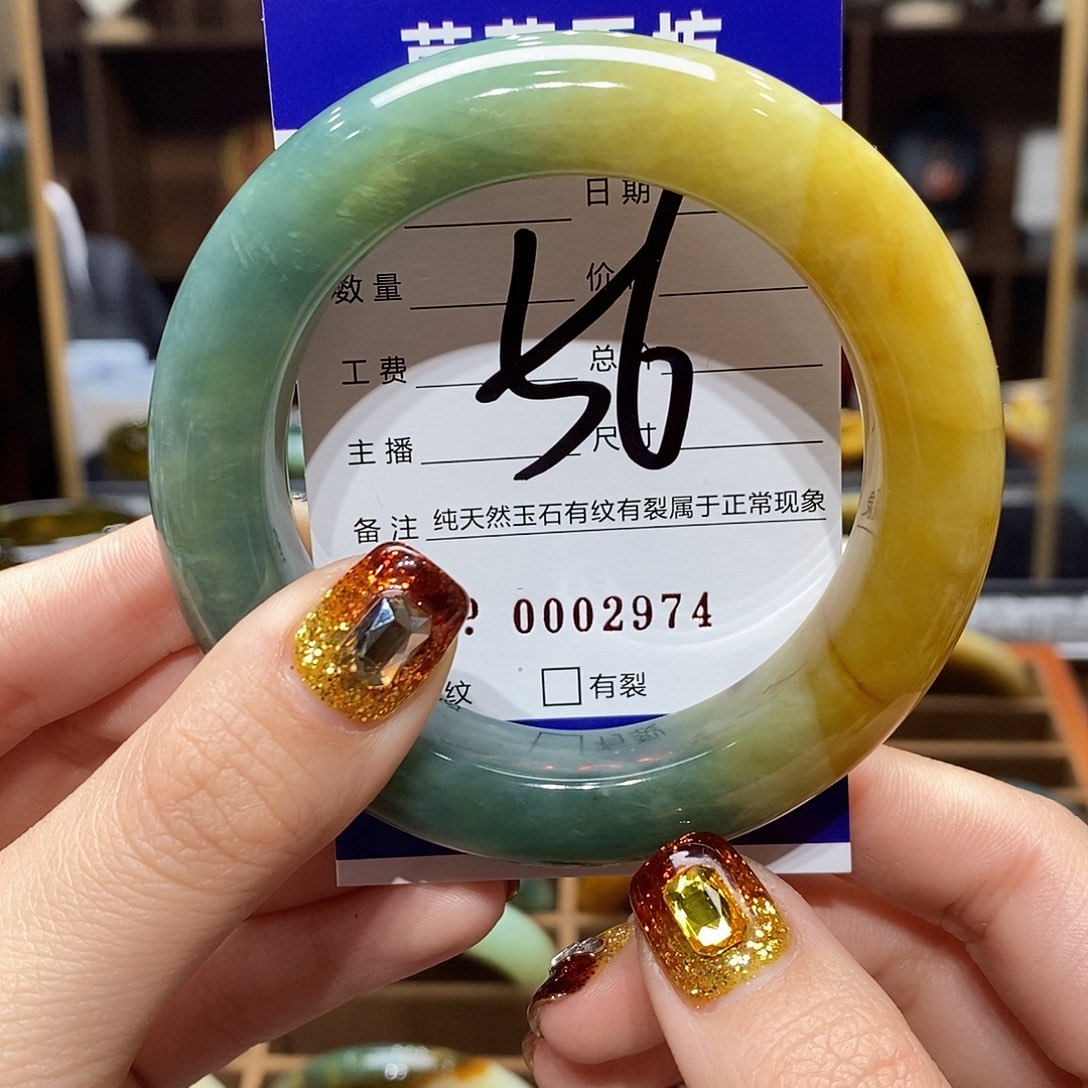 日期
56
数量
工费
总
主播
尺寸
备注 纯天然玉石有纹有裂属于正常现象
0002974
纹 有裂